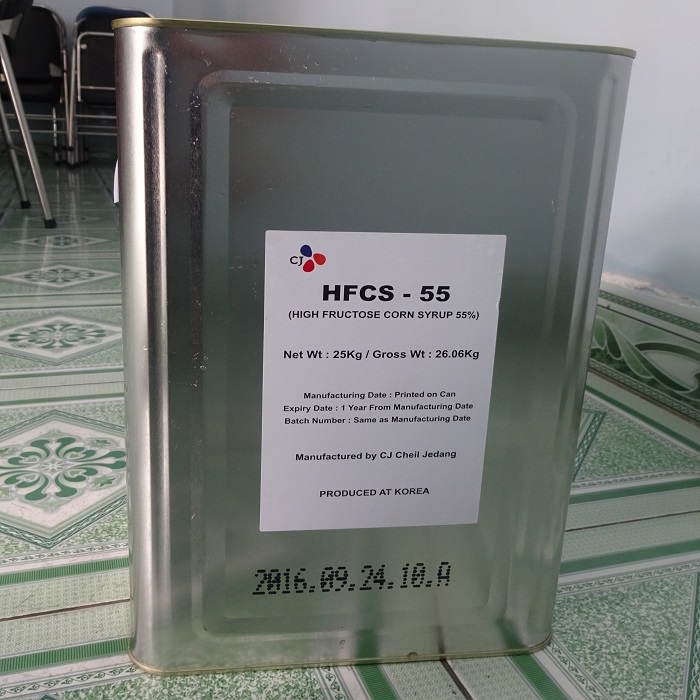 CJ
HFCS - 55
(HIGH FRUCTOSE CORN SYRUP 55%)
Net Wt : 25Kg / Gross Wt : 26.06Kg
Manufacturing Date : Printed on Can
Expiry Date : 1 Year From Manufacturing Date
Batch Number : Same as Manufacturing Date
Manufactured by CJ Cheil Jedang
PRODUCED AT KOREA
2016.09.24.10.A